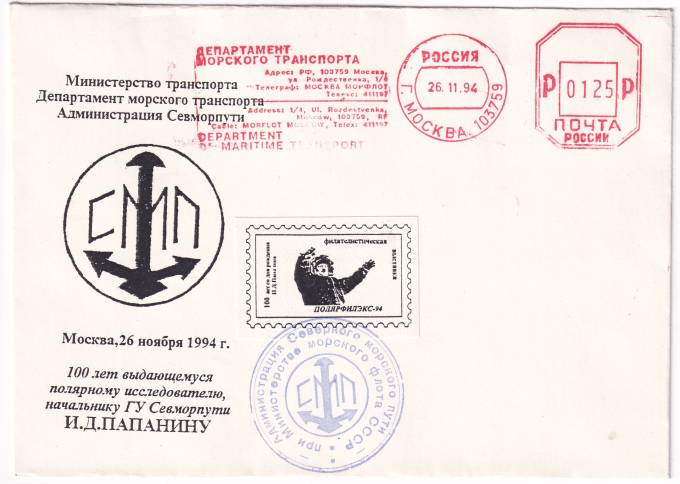 Министерство транспорта
Департамент морского транспорта
Администрация Севморпути
СМП
Москва,26 ноября 1994 г.
100 лет выдающемуся
полярному исследователю,
начальнику ГУ Севморпути
И.Д.ПАПАНИНУ
ДЕПАРТАМЕНТ
МОРСКОГО ТРАНСПОРТА
Адрес: РФ, 103759 Москва,
ул Рождественка, 1/4
Телеграф: МОСКВА МОРФЛОТ
Телекс: 411197
Address: 1/4, Ul. Rozdestvenka,
Moscow, 103759, RF
Cable: MORFLOT MOSCOW, Telex: 411197
DEPARTMENT
OF MARITIME TRANSPORT
РОССИЯ
26.11.94
Г. МОСКВА. 103759
Р 0125 Р
ПОЧТА
РОССИИ
филателистическая
выставка
100 лет со дня рождения
И.Д.Папанина
ПОЛЯРФИЛЭКС-94
Администрация Северного морского пути
при Министерстве морского флота СССР
СМП